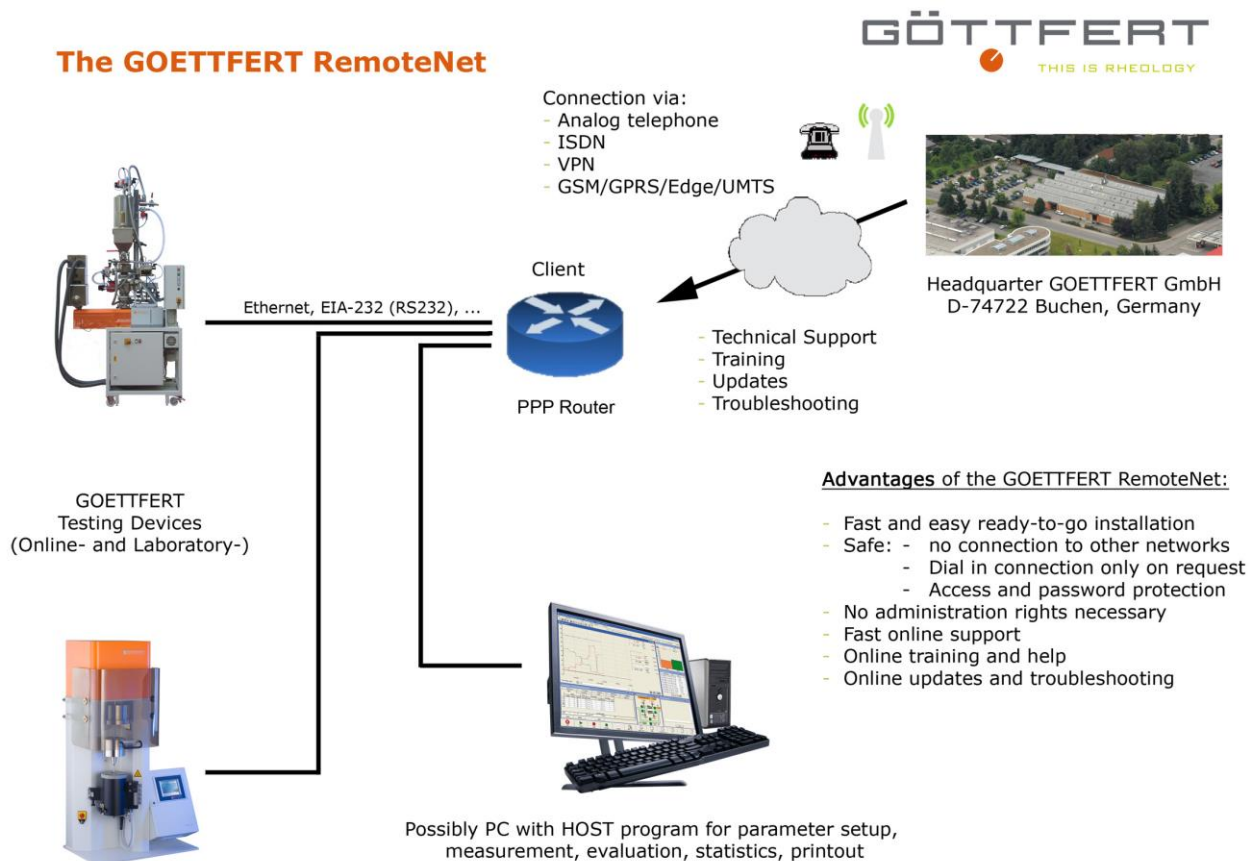 The GOETTFERT RemoteNet
GÖTTFERT
THIS IS RHEOLOGY
Connection via:
- Analog telephone
- ISDN
- VPN
- GSM/GPRS/Edge/UMTS
Headquarter GOETTFERT GmbH
D-74722 Buchen, Germany
Client
Ethernet, EIA-232 (RS232), ...
PPP Router
- Technical Support
- Training
- Updates
- Troubleshooting
GOETTFERT
Testing Devices
(Online- and Laboratory-)
Advantages of the GOETTFERT RemoteNet:
- Fast and easy ready-to-go installation
- Safe: - no connection to other networks
- Dial in connection only on request
- Access and password protection
- No administration rights necessary
- Fast online support
- Online training and help
- Online updates and troubleshooting
Possibly PC with HOST program for parameter setup,
measurement, evaluation, statistics, printout